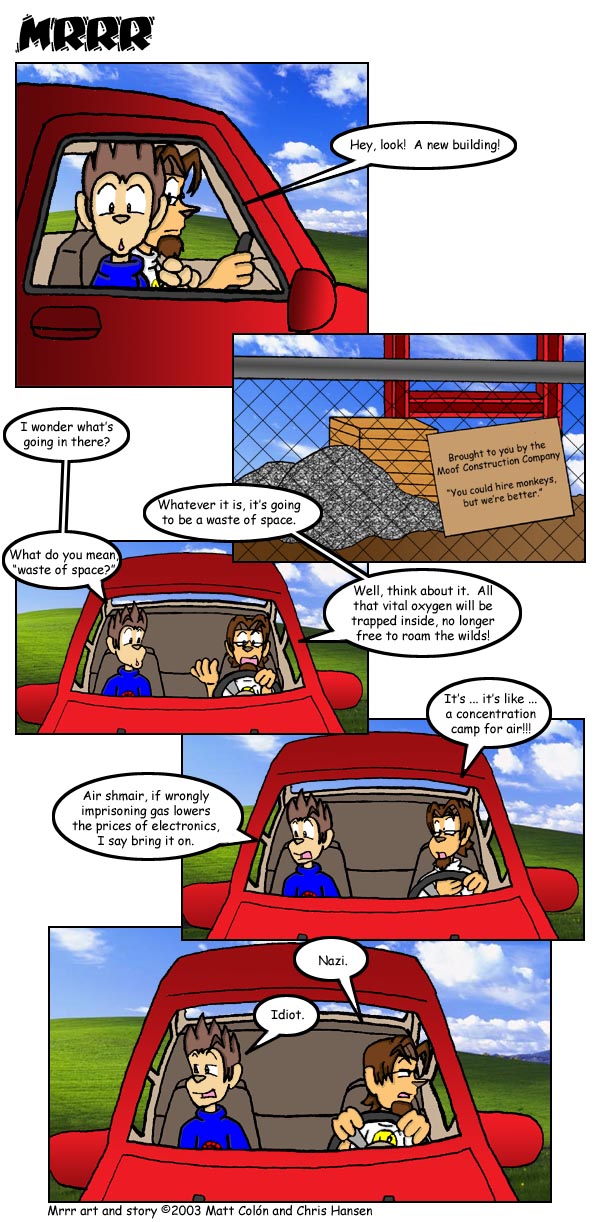 MRRR
Hey, look!  A new building!
Brought to you by the
Moof Construction Company
"You could hire monkeys,
but we're better."
I wonder what's
going in there?
Whatever it is, it's going
to be a waste of space.
What do you mean,
"waste of space?"
Well, think about it.  All
that vital oxygen will be
trapped inside, no longer
free to roam the wilds!
It's ... it's like ...
a concentration
camp for air!!!
Air shmair, if wrongly
imprisoning gas lowers
the prices of electronics,
I say bring it on.
Nazi.
Idiot.
Mrrr art and story ©2003 Matt Colón and Chris Hansen